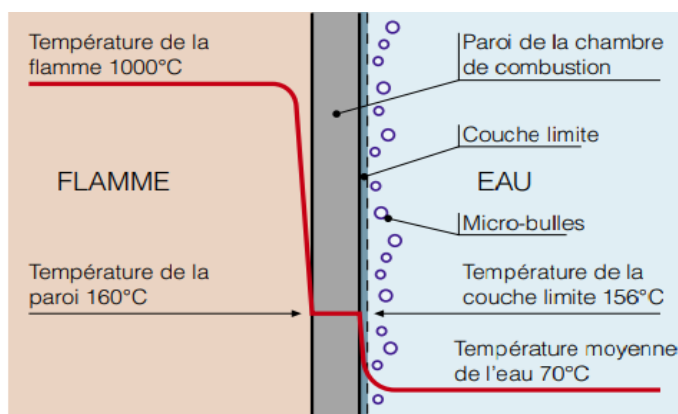 Température de la
flamme 1000°C
Paroi de la chambre
de combustion
Couche limite
FLAMME
EAU
Micro-bulles
Température de la
paroi 160°C
Température de la
couche limite 156°C
Température moyenne
de l'eau 70°C